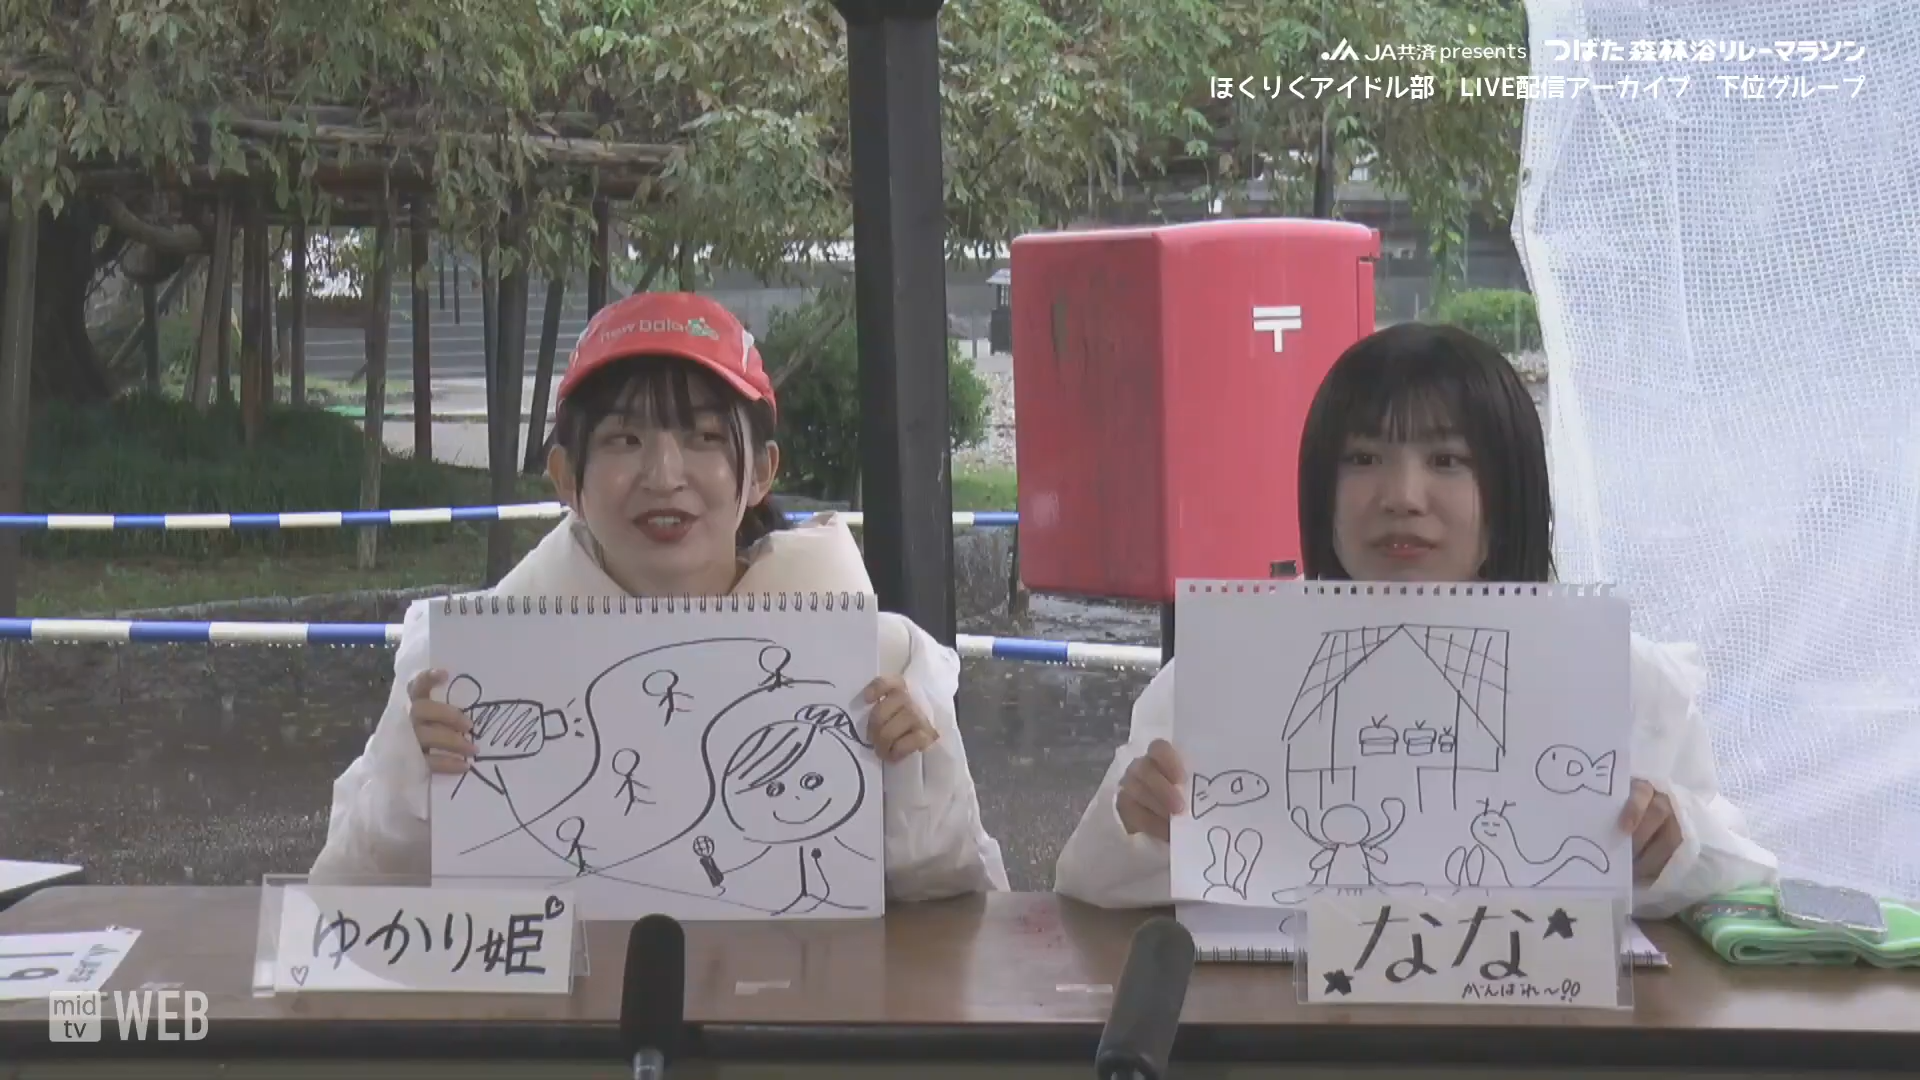 JA共済 presents つばた森林浴リレーマラソン
ほくりくアイドル部 LIVE配信アーカイブ 下位グループ
〒
ゆかり姫
なな
がんばれ〜!!
19
mid tv WEB